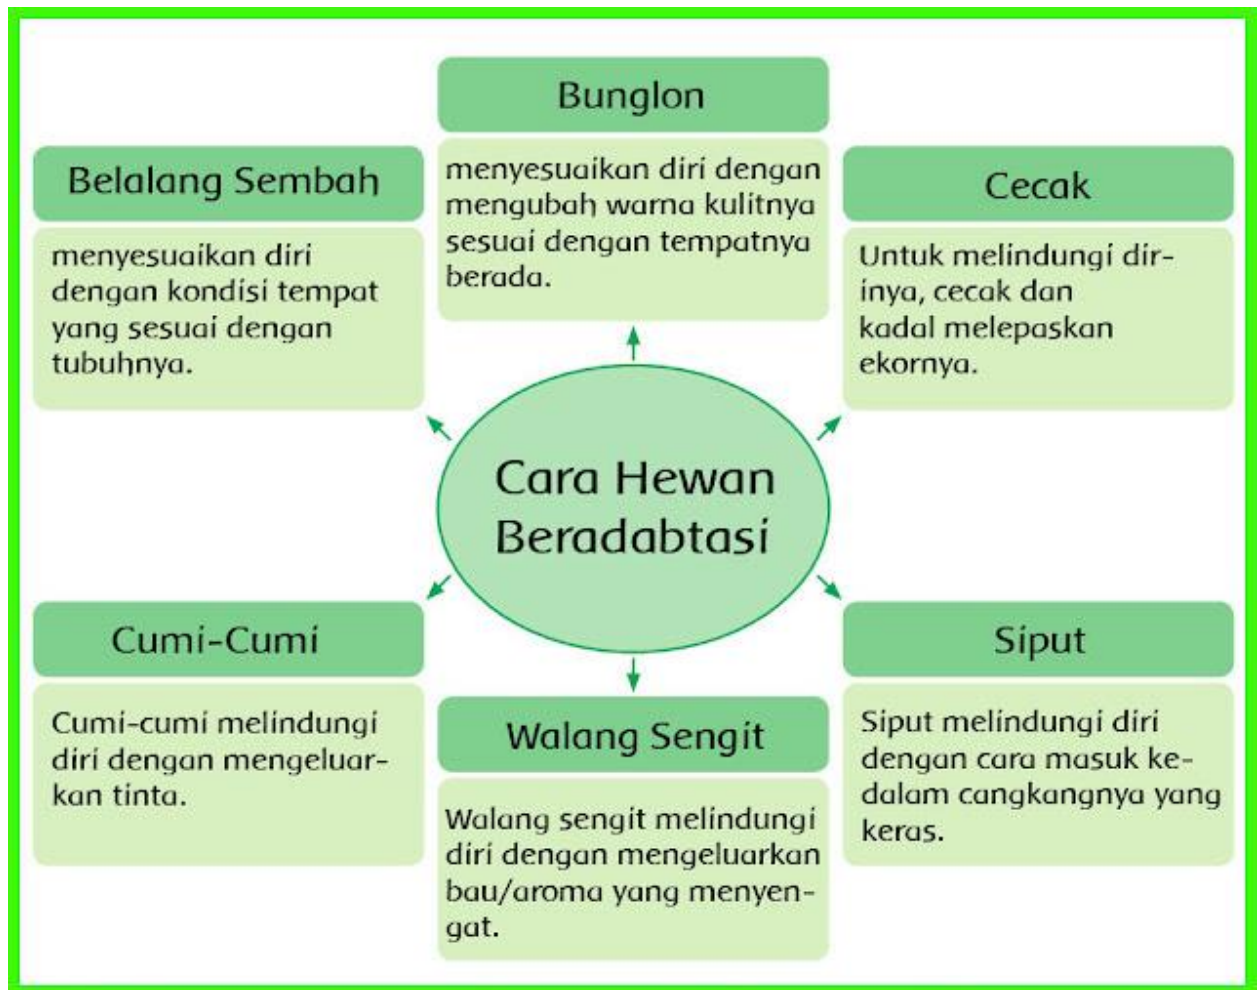 Bunglon
menyesuaikan diri dengan
mengubah warna kulitnya
sesuai dengan tempatnya
berada.
Belalang Sembah
menyesuaikan diri
dengan kondisi tempat
yang sesuai dengan
tubuhnya.
Cecak
Untuk melindungi dir-
inya, cecak dan
kadal melepaskan
ekornya.
Cara Hewan
Beradabtasi
Cumi-Cumi
Cumi-cumi melindungi
diri dengan mengeluar-
kan tinta.
Walang Sengit
Walang sengit melindungi
diri dengan mengeluarkan
bau/aroma yang menyen-
gat.
Siput
Siput melindungi diri
dengan cara masuk ke-
dalam cangkangnya yang
keras.